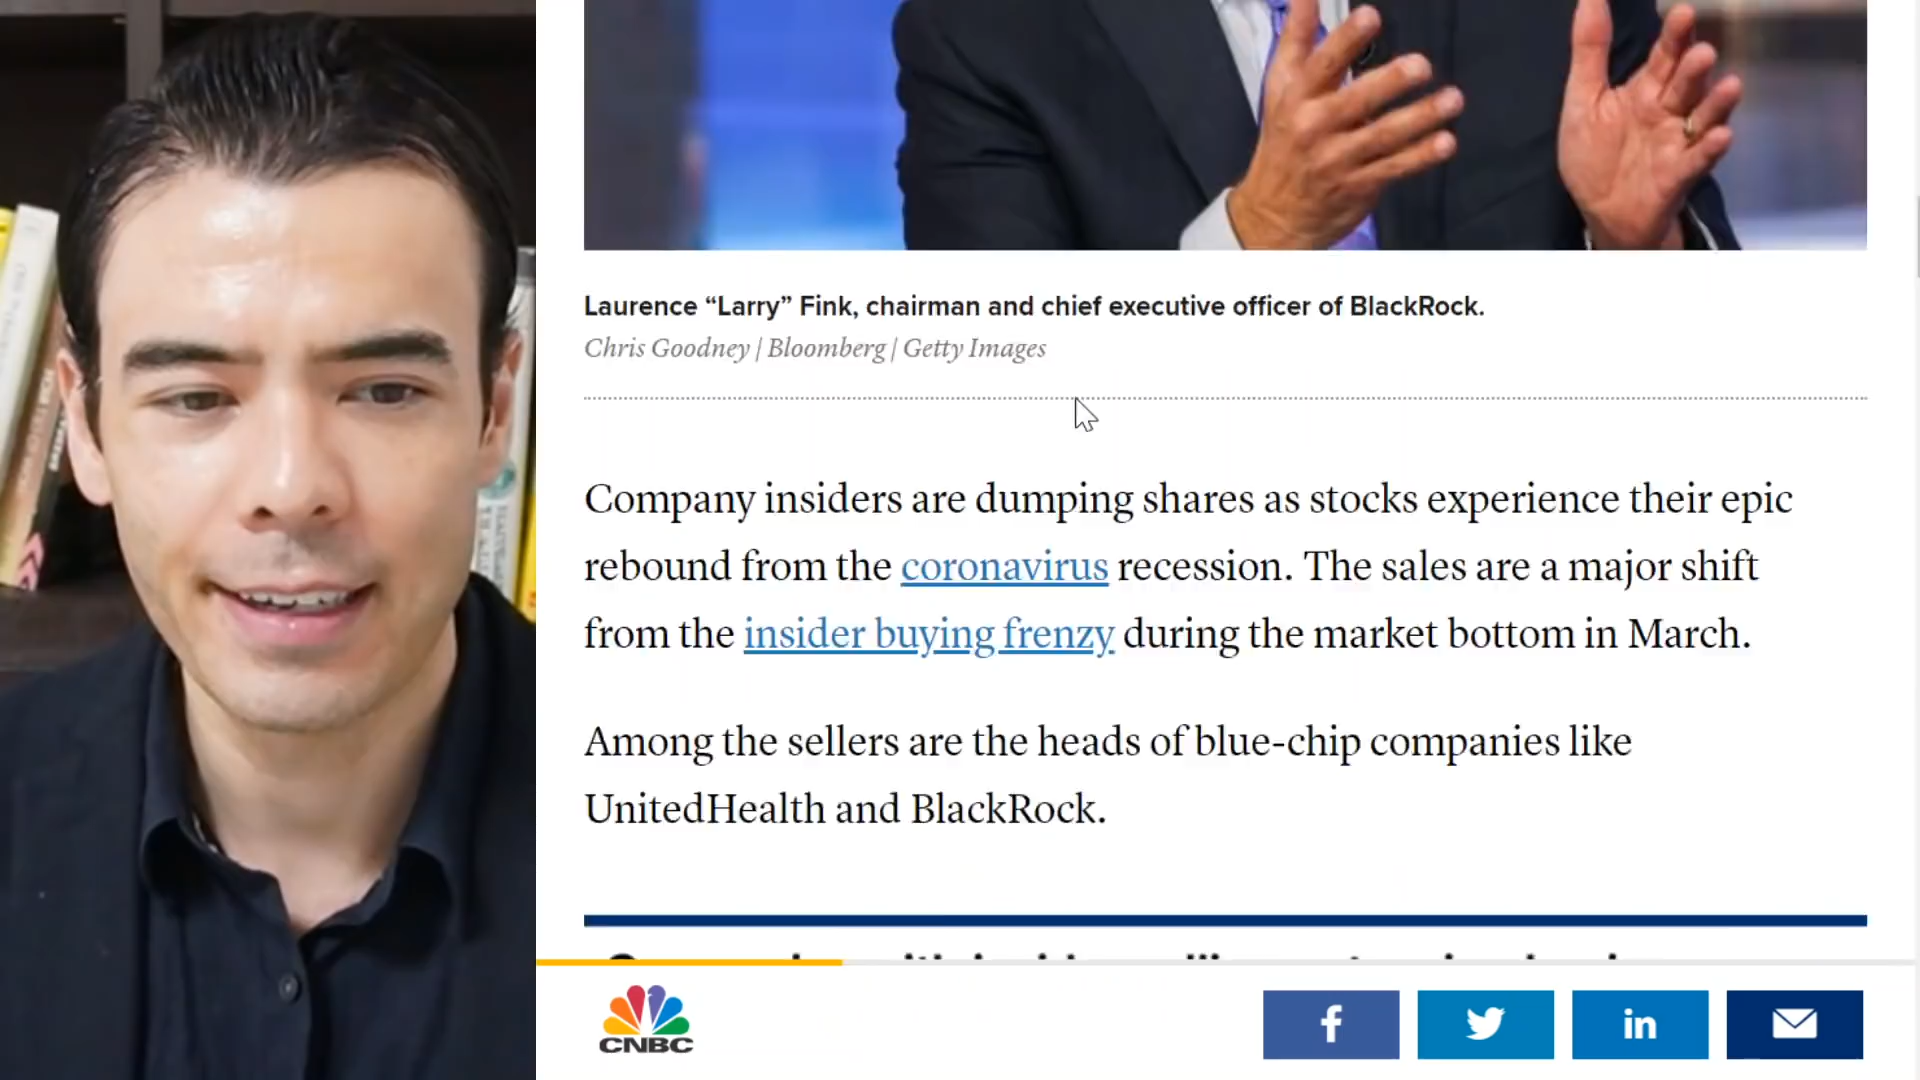 Laurence “Larry” Fink, chairman and chief executive officer of BlackRock.
Chris Goodney | Bloomberg | Getty Images
Company insiders are dumping shares as stocks experience their epic
rebound from the coronavirus recession. The sales are a major shift
from the insider buying frenzy during the market bottom in March.
Among the sellers are the heads of blue-chip companies like
UnitedHealth and BlackRock.
CNBC